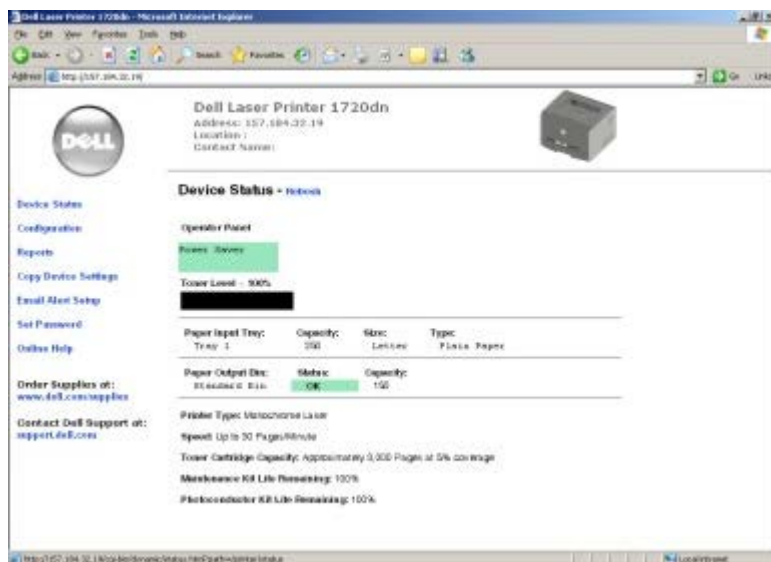 Dell Laser Printer 1720dn - Microsoft Internet Explorer
File Edit View Favorites Tools Help
Back Search Favorites
Address http://157.184.32.19/ Go Links
DELL
Dell Laser Printer 1720dn
Address: 157.184.32.19
Location :
Contact Name:
Device Status
Configuration
Reports
Copy Device Settings
Email Alert Setup
Set Password
Online Help
Order Supplies at:
www.dell.com/supplies
Contact Dell Support at:
support.dell.com
Device Status - Refresh
Operator Panel
Power Saver
Toner Level - 100%
Paper Input Tray: Capacity: Size: Type:
Tray 1 250 Letter Plain Paper
Paper Output Bin: Status: Capacity:
Standard Bin OK 150
Printer Type: Monochrome Laser
Speed: Up to 30 Pages/Minute
Toner Cartridge Capacity: Approximately 3,000 Pages at 5% coverage
Maintenance Kit Life Remaining: 100%
Photoconductor Kit Life Remaining: 100%
Local intranet